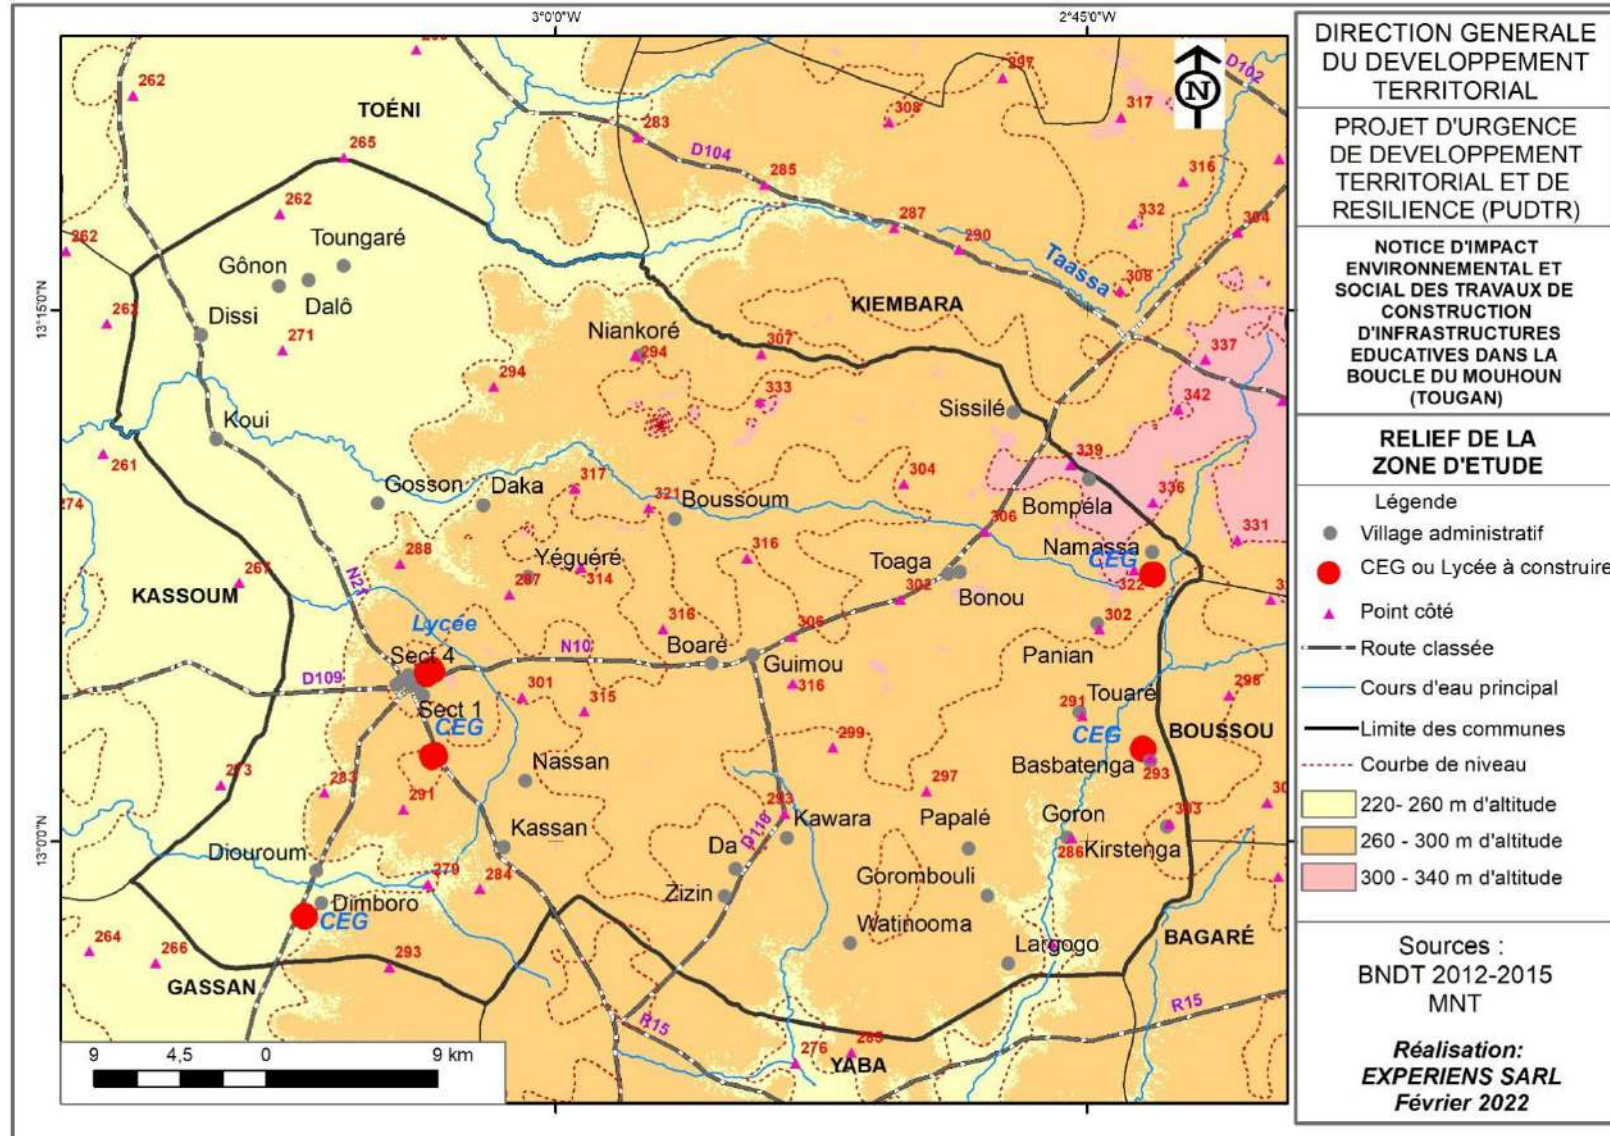 3°0'0"W
2°45'0"W
13°15'0"N
13°0'0"N
N
262
265
262
262
271
261
274
283
285
287
290
308
297
317
316
332
304
308
337
342
339
336
331
322
302
291
293
298
286
297
299
316
306
302
306
304
307
333
294
294
317
321
316
314
316
288
287
301
315
283
291
279
284
293
293
264
266
276
TOÉNI
KIEMBARA
KASSOUM
BOUSSOU
BAGARÉ
GASSAN
YABA
D102
D104
Taassa
Toungaré
Gônon
Dalô
Dissi
Niankoré
Koui
Sissilé
Gosson
Daka
Boussoum
Bompéla
Yéguéré
Toaga
Namassa
CEG
Bonou
Lycée
Sect 4
N10
Boaré
Guimou
Panian
D109
Sect 1
CEG
Touaré
CEG
Basbatenga
Nassan
Kassan
Kawara
Papalé
Goron
Kirstenga
Da
Diouroum
Zizin
Gorombouli
Dimboro
CEG
Watinooma
Largogo
R15
R15
9 4,5 0 9 km
DIRECTION GENERALE
DU DEVELOPPEMENT
TERRITORIAL
PROJET D'URGENCE
DE DEVELOPPEMENT
TERRITORIAL ET DE
RESILIENCE (PUDTR)
NOTICE D'IMPACT
ENVIRONNEMENTAL ET
SOCIAL DES TRAVAUX DE
CONSTRUCTION
D'INFRASTRUCTURES
EDUCATIVES DANS LA
BOUCLE DU MOUHOUN
(TOUGAN)
RELIEF DE LA
ZONE D'ETUDE
Légende
Village administratif
CEG ou Lycée à construire
Point côté
Route classée
Cours d'eau principal
Limite des communes
Courbe de niveau
220- 260 m d'altitude
260 - 300 m d'altitude
300 - 340 m d'altitude
Sources :
BNDT 2012-2015
MNT
Réalisation:
EXPERIENS SARL
Février 2022